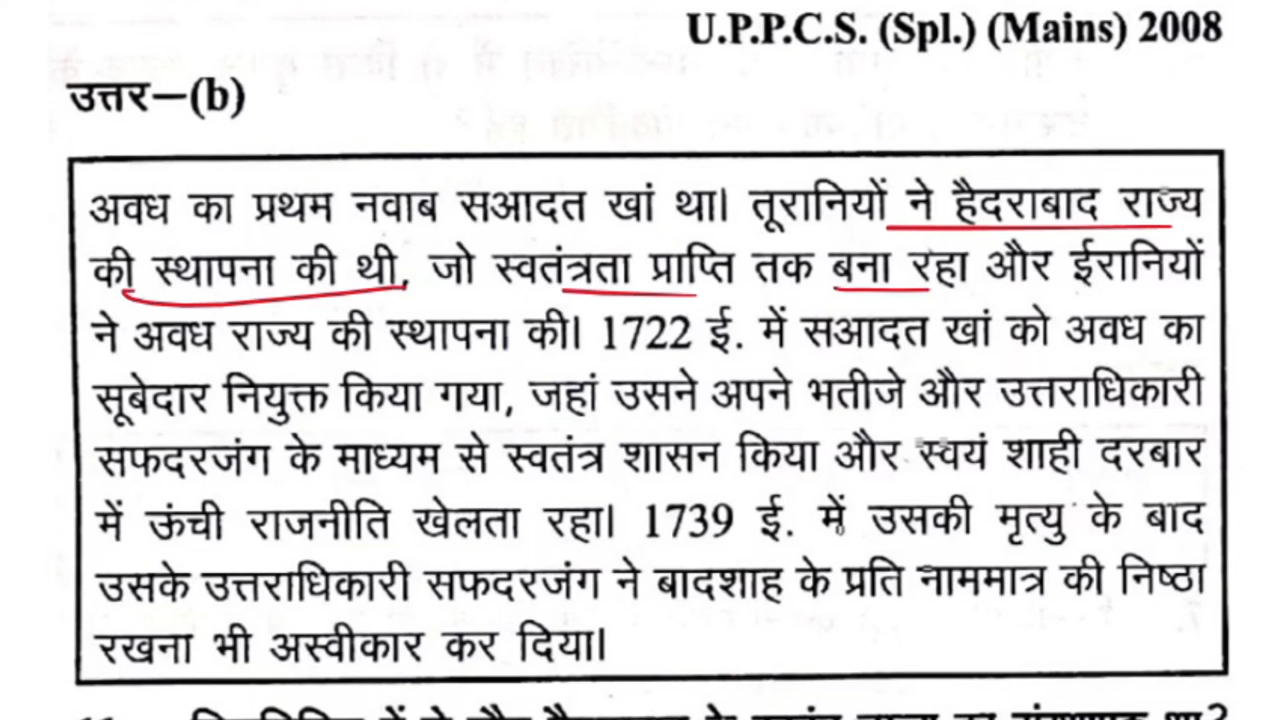 U.P.P.C.S. (Spl.) (Mains) 2008
उत्तर—(b)
अवध का प्रथम नवाब सआदत खां था। तूरानियों ने हैदराबाद राज्य
की स्थापना की थी, जो स्वतंत्रता प्राप्ति तक बना रहा और ईरानियों
ने अवध राज्य की स्थापना की। 1722 ई. में सआदत खां को अवध का
सूबेदार नियुक्त किया गया, जहां उसने अपने भतीजे और उत्तराधिकारी
सफदरजंग के माध्यम से स्वतंत्र शासन किया और स्वयं शाही दरबार
में ऊंची राजनीति खेलता रहा। 1739 ई. में उसकी मृत्यु के बाद
उसके उत्तराधिकारी सफदरजंग ने बादशाह के प्रति नाममात्र की निष्ठा
रखना भी अस्वीकार कर दिया।